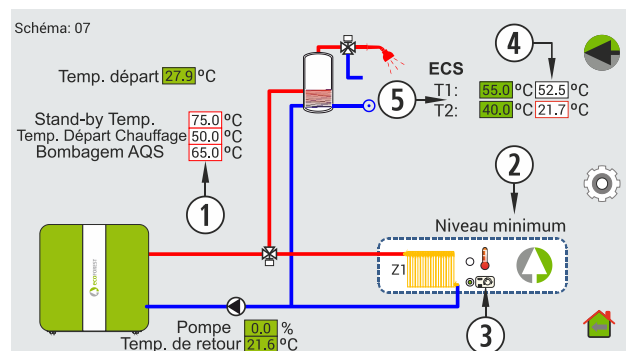 Schéma: 07
Temp. départ 27.9 ºC
Stand-by Temp. 75.0 ºC
Temp. Départ Chauffage 50.0 ºC
Bombagem AQS 65.0 ºC
1
ECS
T1: 55.0 ºC 52.5 ºC
T2: 40.0 ºC 21.7 ºC
4
5
2
Niveau minimum
Z1
3
ecoforest
Pompe 0.0 %
Temp. de retour 21.6 ºC